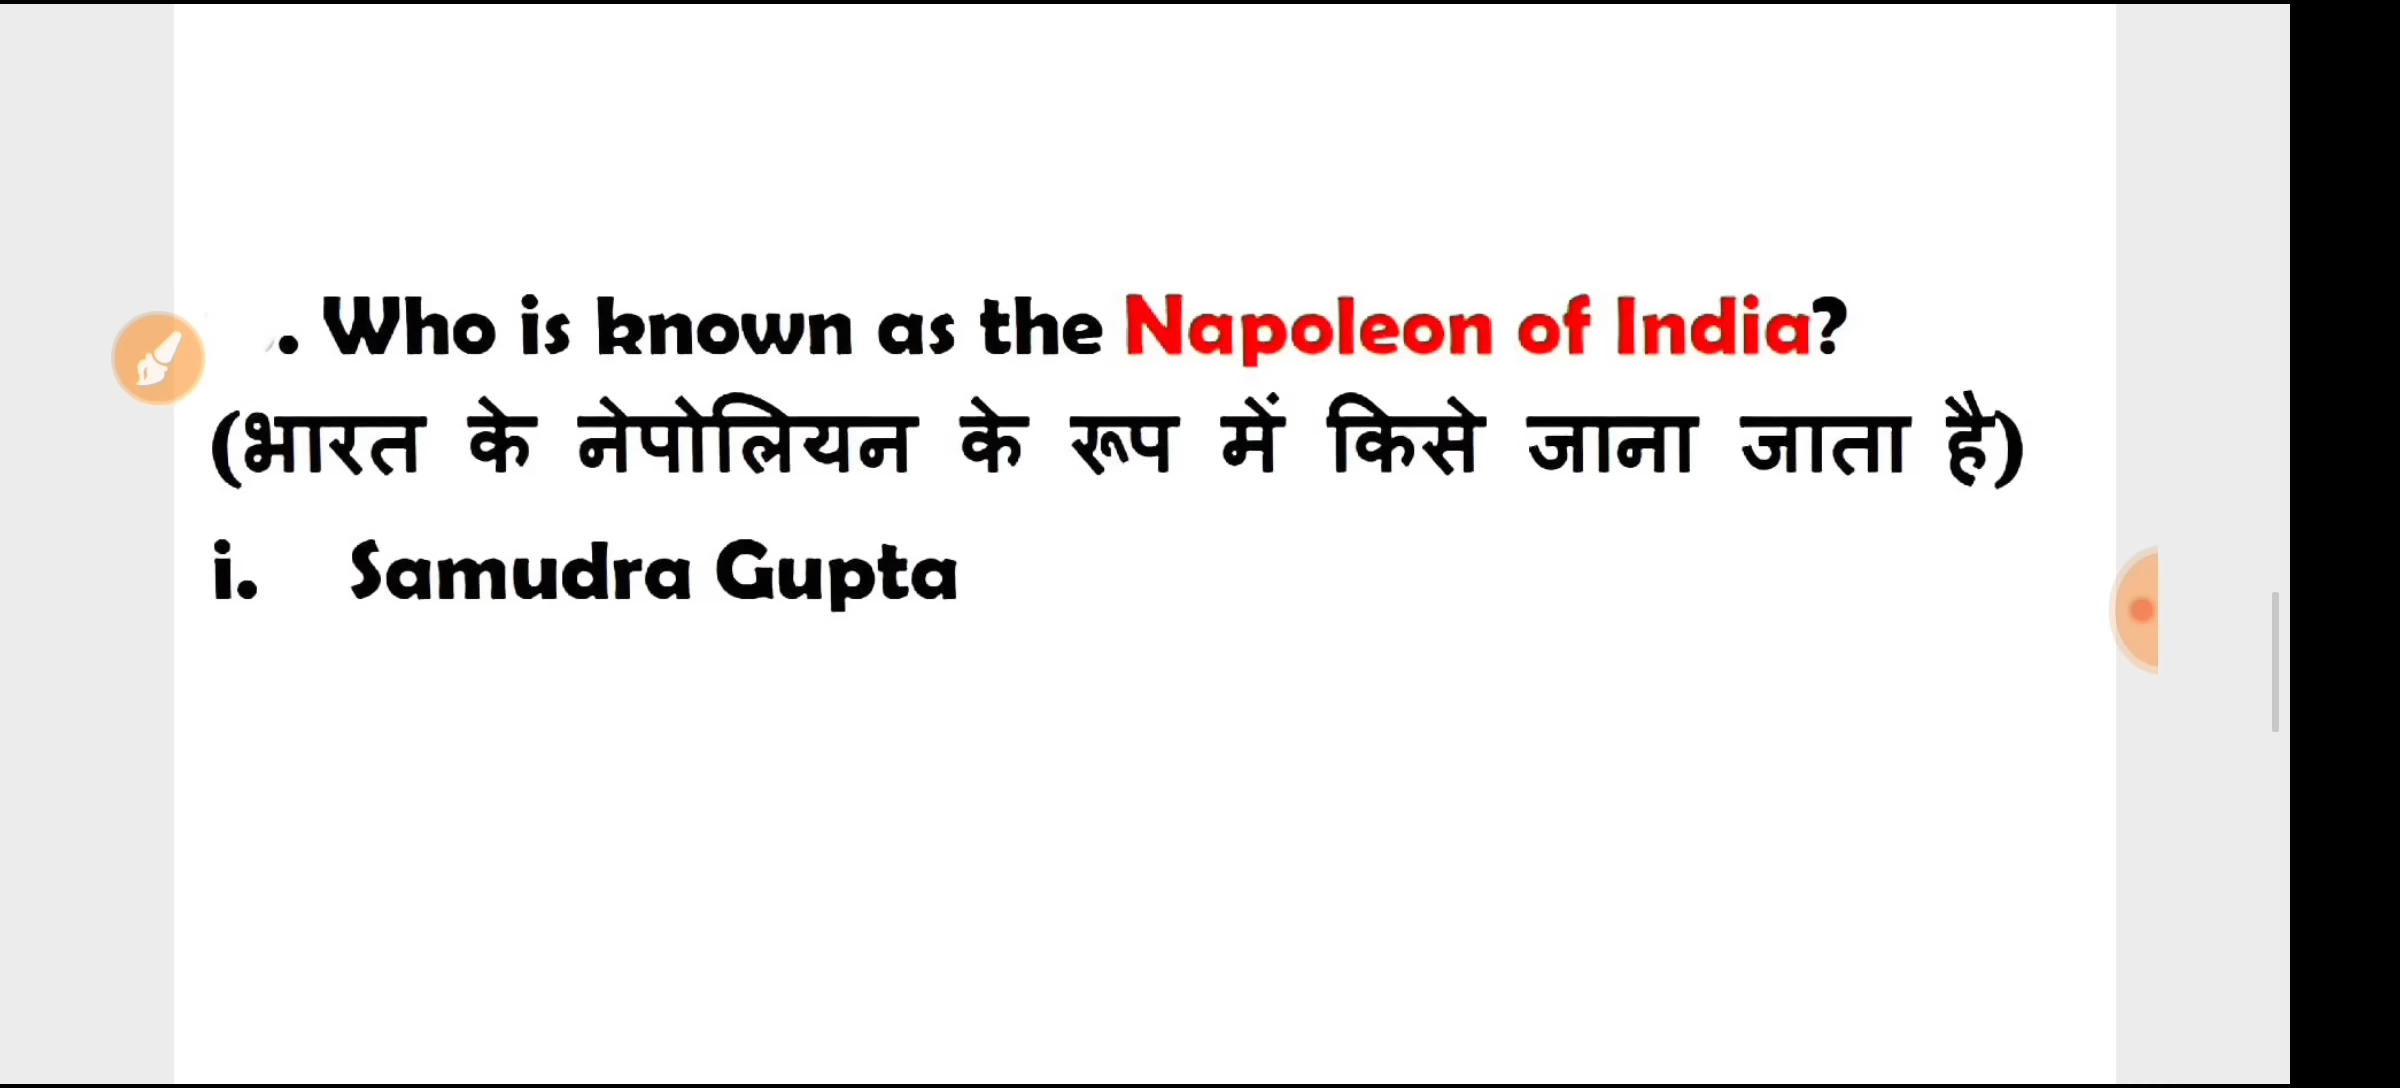 . Who is known as the Napoleon of India?
(भारत के नेपोलियन के रूप में किसे जाना जाता है)
i. Samudra Gupta